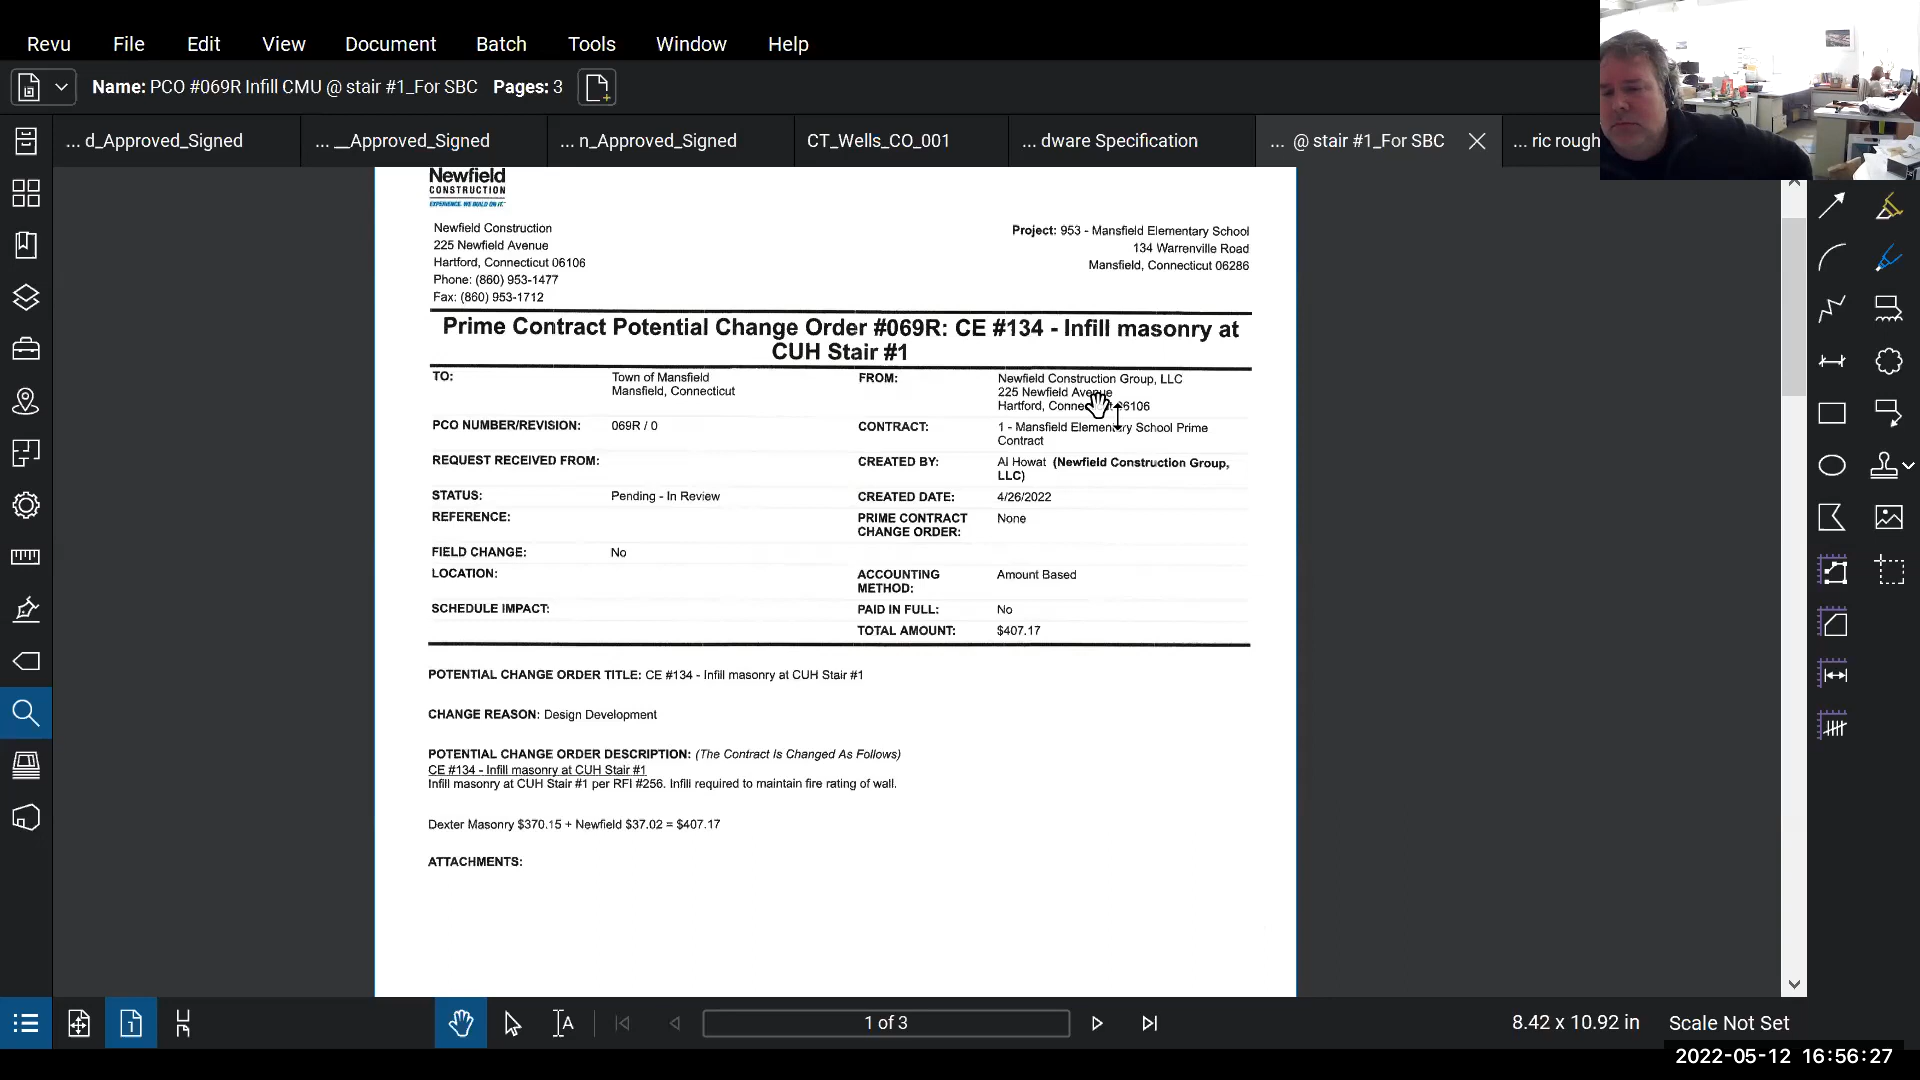 Revu File Edit View Document Batch Tools Window Help
Name: PCO #069R Infill CMU @ stair #1_For SBC Pages: 3
... d_Approved_Signed ... __Approved_Signed ... n_Approved_Signed CT_Wells_CO_001 ... dware Specification ... @ stair #1_For SBC ... ric rough
Newfield
CONSTRUCTION
EXPERIENCE. WE BUILD ON IT.
Newfield Construction
225 Newfield Avenue
Hartford, Connecticut 06106
Phone: (860) 953-1477
Fax: (860) 953-1712
Project: 953 - Mansfield Elementary School
134 Warrenville Road
Mansfield, Connecticut 06286
Prime Contract Potential Change Order #069R: CE #134 - Infill masonry at
CUH Stair #1
TO: Town of Mansfield
Mansfield, Connecticut
FROM: Newfield Construction Group, LLC
225 Newfield Avenue
Hartford, 06106
PCO NUMBER/REVISION: 069R / 0
CONTRACT: 1 - Mansfield Elementary School Prime
Contract
REQUEST RECEIVED FROM:
CREATED BY: Al Howat (Newfield Construction Group,
LLC)
STATUS: Pending - In Review
CREATED DATE: 4/26/2022
REFERENCE:
PRIME CONTRACT
CHANGE ORDER: None
FIELD CHANGE: No
LOCATION:
ACCOUNTING
METHOD: Amount Based
SCHEDULE IMPACT:
PAID IN FULL: No
TOTAL AMOUNT: $407.17
POTENTIAL CHANGE ORDER TITLE: CE #134 - Infill masonry at CUH Stair #1
CHANGE REASON: Design Development
POTENTIAL CHANGE ORDER DESCRIPTION: (The Contract Is Changed As Follows)
CE #134 - Infill masonry at CUH Stair #1
Infill masonry at CUH Stair #1 per RFI #256. Infill required to maintain fire rating of wall.
Dexter Masonry $370.15 + Newfield $37.02 = $407.17
ATTACHMENTS:
1 of 3
8.42 x 10.92 in Scale Not Set
2022-05-12 16:56:27